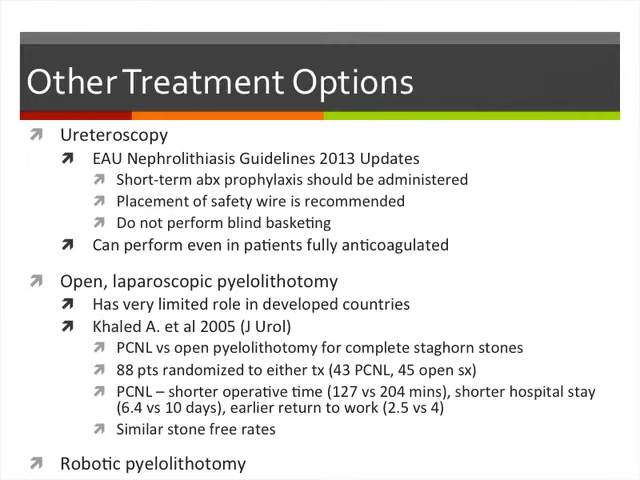 Other Treatment Options
Ureteroscopy
EAU Nephrolithiasis Guidelines 2013 Updates
Short-term abx prophylaxis should be administered
Placement of safety wire is recommended
Do not perform blind basketing
Can perform even in patients fully anticoagulated
Open, laparoscopic pyelolithotomy
Has very limited role in developed countries
Khaled A. et al 2005 (J Urol)
PCNL vs open pyelolithotomy for complete staghorn stones
88 pts randomized to either tx (43 PCNL, 45 open sx)
PCNL – shorter operative time (127 vs 204 mins), shorter hospital stay
(6.4 vs 10 days), earlier return to work (2.5 vs 4)
Similar stone free rates
Robotic pyelolithotomy